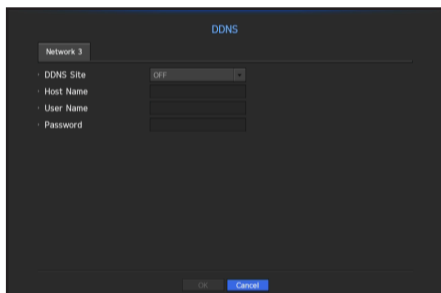 DDNS
Network 3
DDNS Site OFF
Host Name
User Name
Password
OK Cancel